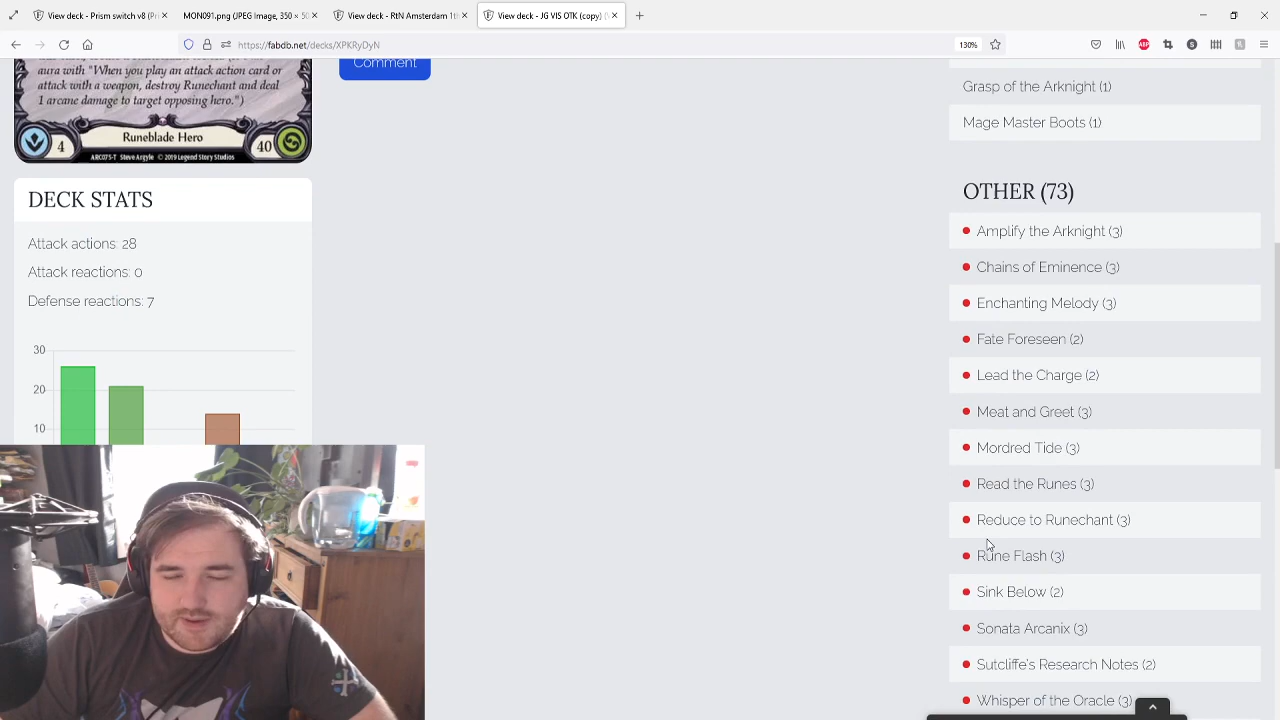 View deck - v8 (Pri
MON091.png (PNG Image, 350 × 50
View deck - RtN Amsterdam 1th
View deck - JG VIS OTK (copy) (V
https://fabdb.net/decks/XPKRyDyN
130%
aura with "When you play an attack action card or
attack with a weapon, destroy Runechant and deal
1 arcane damage to target opposing hero.")
4
Runeblade Hero
40
ARC075-T Steve Argyle © 2019 Legend Story Studios
Comment
DECK STATS
Attack actions: 28
Attack reactions: 0
Defense reactions: 7
30
20
10
Grasp of the Arknight (1)
Mage Master Boots (1)
OTHER (73)
Amplify the Arknight (3)
Chains of Eminence (3)
Enchanting Melody (3)
Fate Foreseen (2)
Lead the Charge (2)
Meat and Greet (3)
Mordred Tide (3)
Read the Runes (3)
Reduce to Runechant (3)
Rune Flash (3)
Sink Below (2)
Sonata Arcanix (3)
Sutcliffe's Research Notes (2)
Whisper of the Oracle (3)